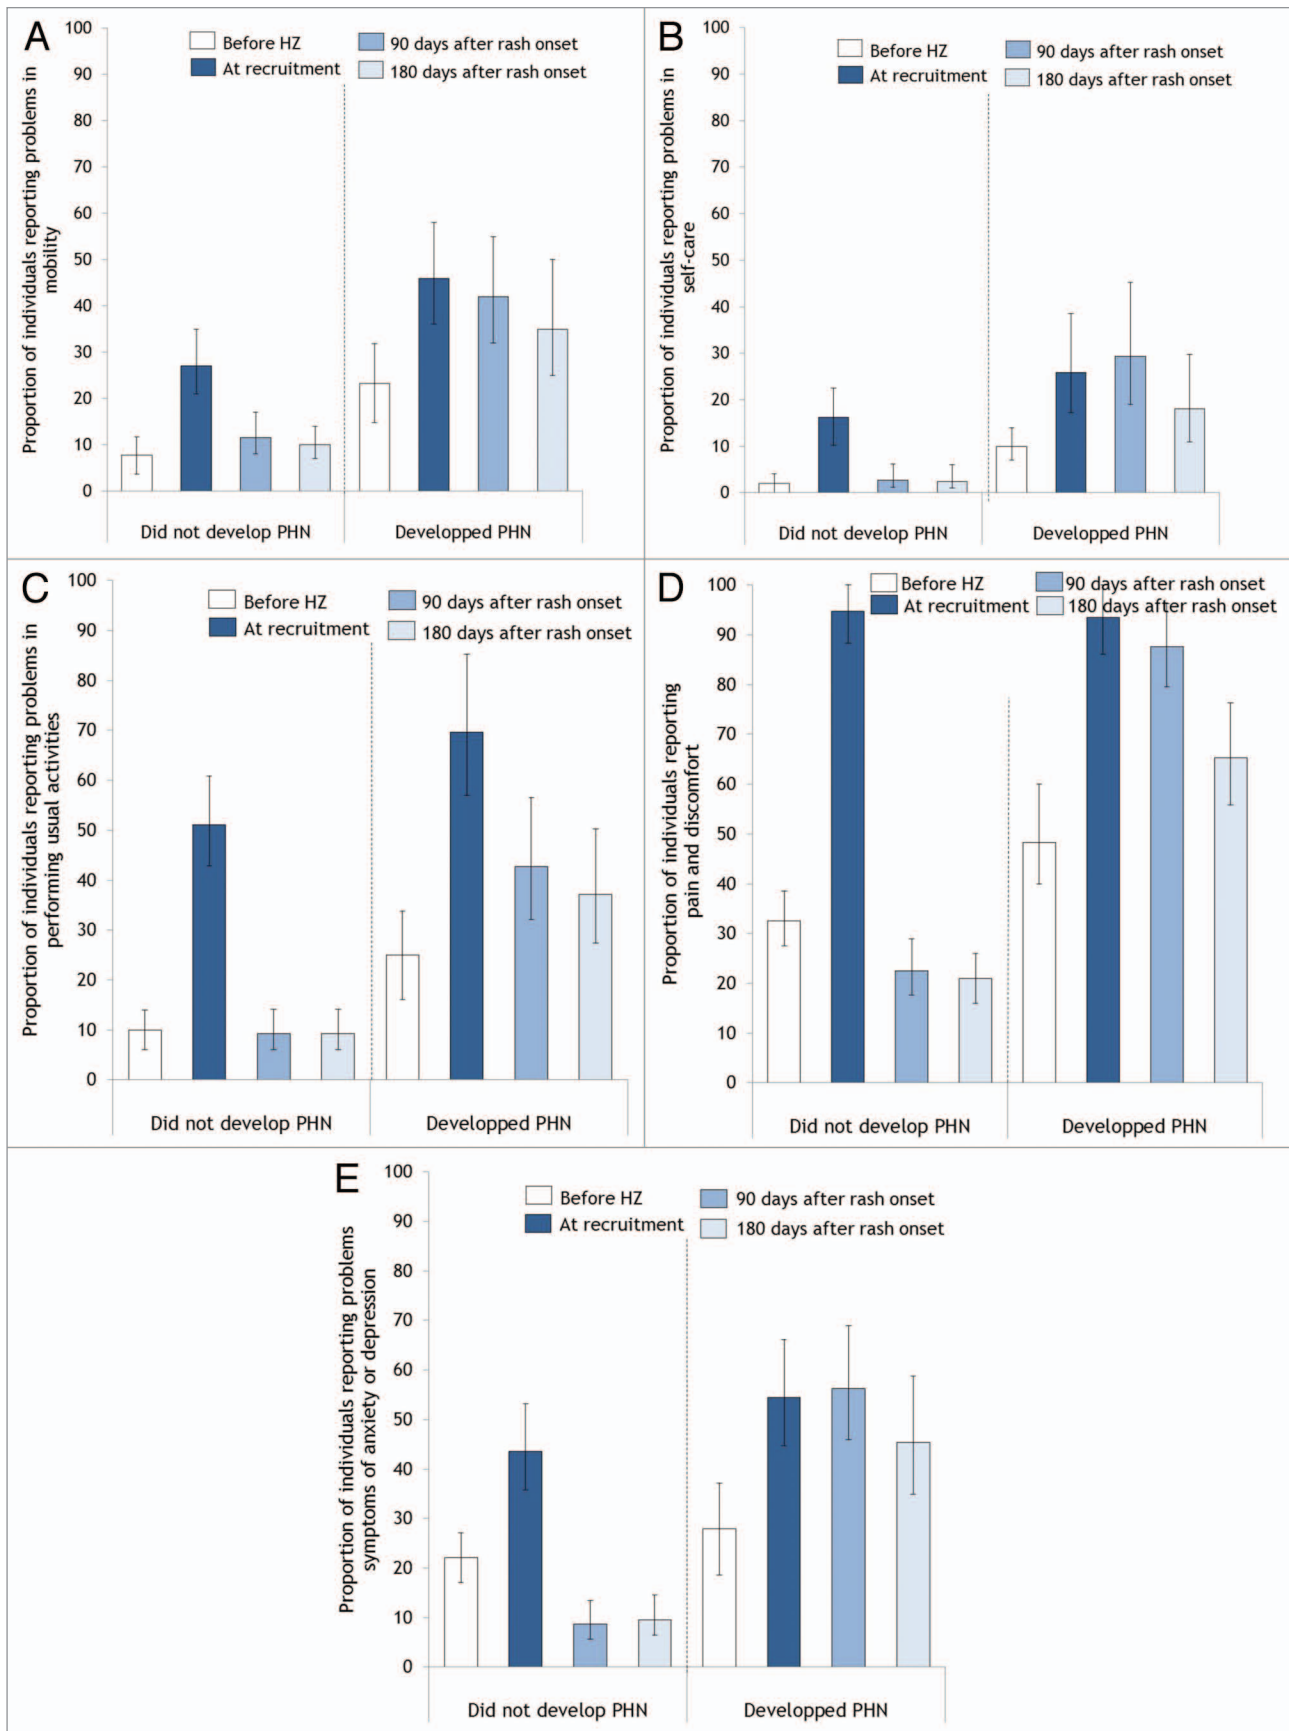 A
Proportion of individuals reporting problems in
mobility
100
90
80
70
60
50
40
30
20
10
0
Before HZ
At recruitment
90 days after rash onset
180 days after rash onset
Did not develop PHN
Developped PHN
B
Proportion of individuals reporting problems in
self-care
100
90
80
70
60
50
40
30
20
10
0
Before HZ
At recruitment
90 days after rash onset
180 days after rash onset
Did not develop PHN
Developped PHN
C
Proportion of individuals reporting problems in
performing usual activities
100
90
80
70
60
50
40
30
20
10
0
Before HZ
At recruitment
90 days after rash onset
180 days after rash onset
Did not develop PHN
Developped PHN
D
Proportion of individuals reporting
pain and discomfort
100
90
80
70
60
50
40
30
20
10
0
Before HZ
At recruitment
90 days after rash onset
180 days after rash onset
Did not develop PHN
Developped PHN
E
Proportion of individuals reporting problems
symptoms of anxiety or depression
100
90
80
70
60
50
40
30
20
10
0
Before HZ
At recruitment
90 days after rash onset
180 days after rash onset
Did not develop PHN
Developped PHN